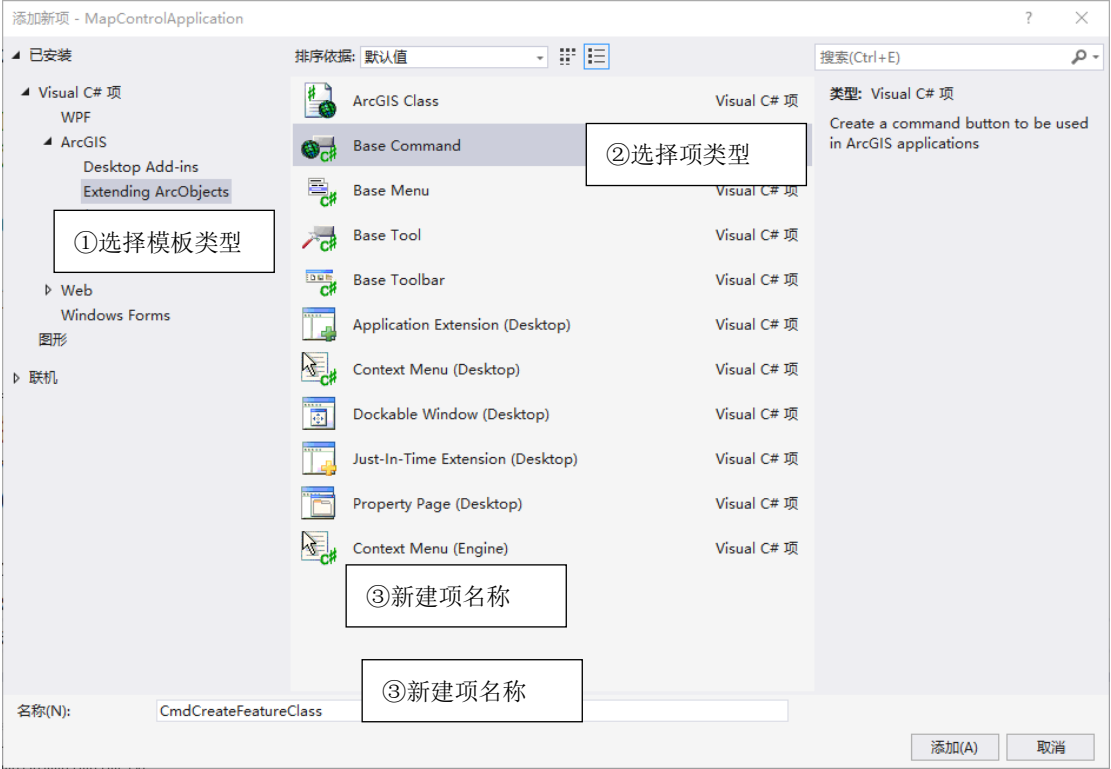 添加新项 - MapControlApplication
?
已安装
排序依据: 默认值
搜索(Ctrl+E)
Visual C# 项
WPF
ArcGIS
Desktop Add-ins
Extending ArcObjects
①选择模板类型
Web
Windows Forms
图形
联机
ArcGIS Class Visual C# 项
Base Command
②选择项类型
Base Menu Visual C# 项
Base Tool Visual C# 项
Base Toolbar Visual C# 项
Application Extension (Desktop) Visual C# 项
Context Menu (Desktop) Visual C# 项
Dockable Window (Desktop) Visual C# 项
Just-In-Time Extension (Desktop) Visual C# 项
Property Page (Desktop) Visual C# 项
Context Menu (Engine) Visual C# 项
③新建项名称
③新建项名称
类型: Visual C# 项
Create a command button to be used
in ArcGIS applications
名称(N): CmdCreateFeatureClass
添加(A) 取消